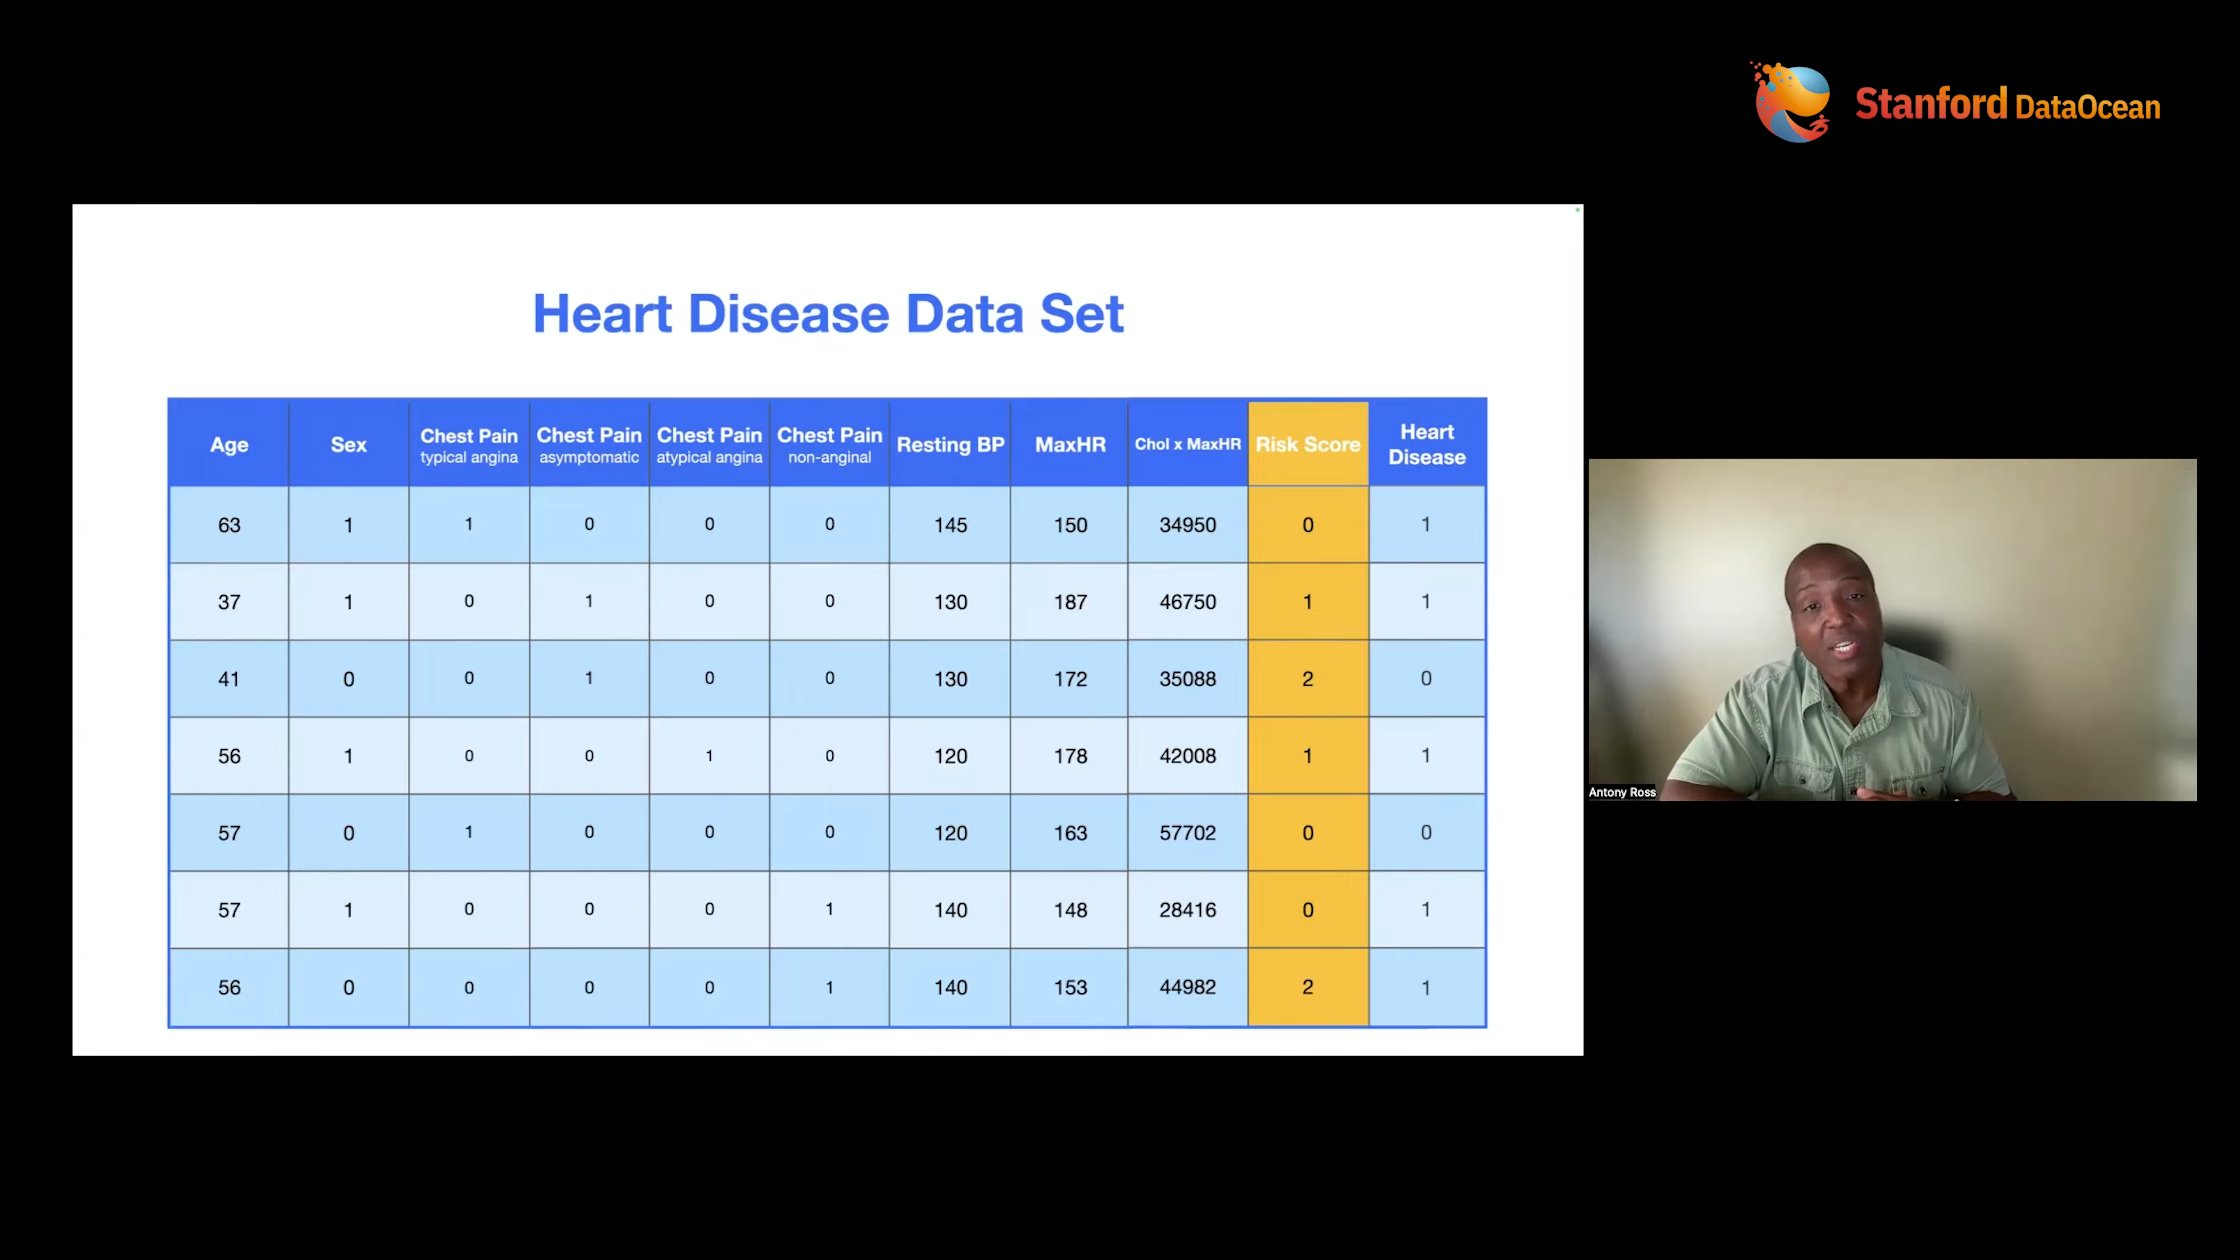 Stanford DataOcean
Heart Disease Data Set
Age Sex Chest Pain typical angina Chest Pain asymptomatic Chest Pain atypical angina Chest Pain non-anginal Resting BP MaxHR Chol x MaxHR Risk Score Heart Disease
63 1 1 0 0 0 145 150 34950 0 1
37 1 0 1 0 0 130 187 46750 1 1
41 0 0 1 0 0 130 172 35088 2 0
56 1 0 0 1 0 120 178 42008 1 1
57 0 1 0 0 0 120 163 57702 0 0
57 1 0 0 0 1 140 148 28416 0 1
56 0 0 0 0 1 140 153 44982 2 1
Antony Ross